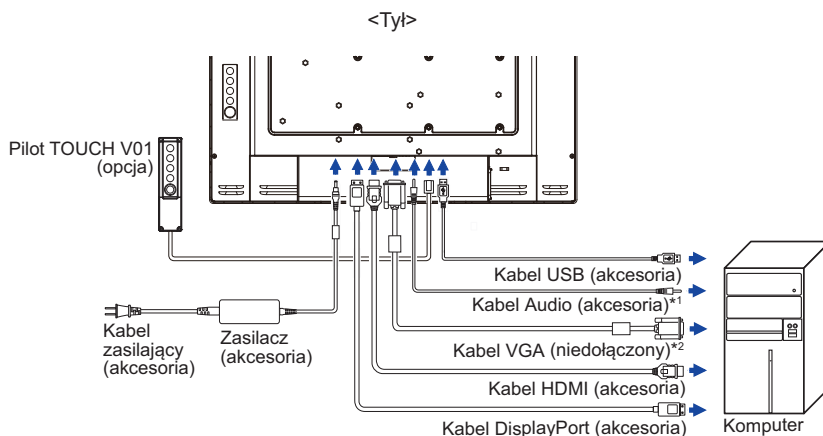 <Tył>
Pilot TOUCH V01
(opcja)
Kabel USB (akcesoria)
Kabel Audio (akcesoria)*1
Kabel
zasilający
(akcesoria)
Zasilacz
(akcesoria)
Kabel VGA (niedołączony)*2
Kabel HDMI (akcesoria)
Kabel DisplayPort (akcesoria)
Komputer